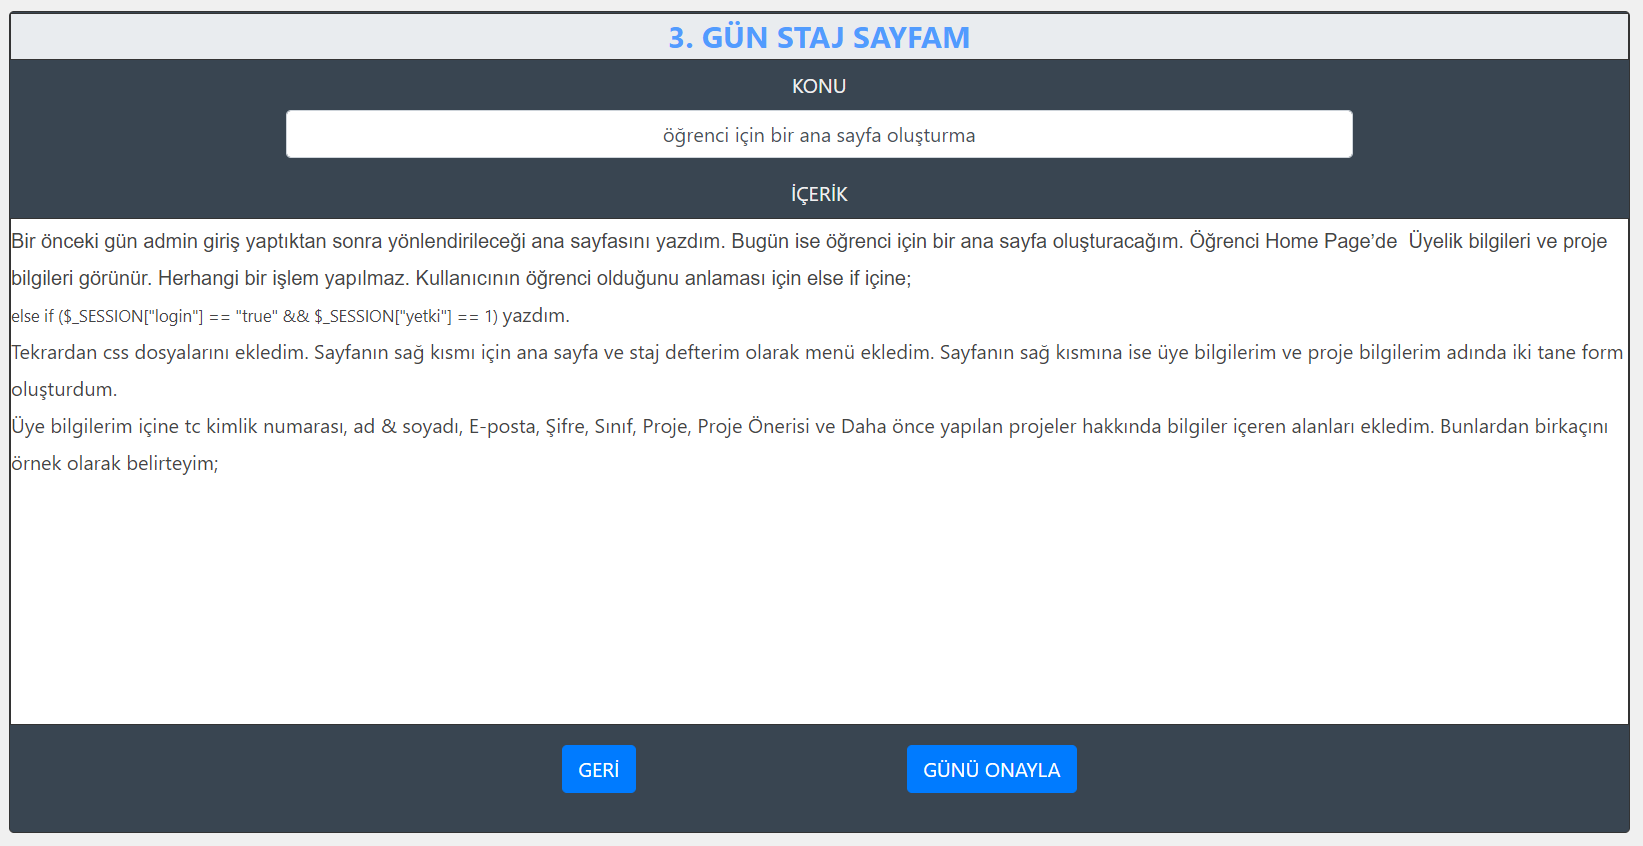 3. GÜN STAJ SAYFAM
KONU
öğrenci için bir ana sayfa oluşturma
İÇERİK
Bir önceki gün admin giriş yaptıktan sonra yönlendirileceği ana sayfasını yazdım. Bugün ise öğrenci için bir ana sayfa oluşturacağım. Öğrenci Home Page’de  Üyelik bilgileri ve proje
bilgileri görünür. Herhangi bir işlem yapılmaz. Kullanıcının öğrenci olduğunu anlaması için else if içine;
else if ($_SESSION["login"] == "true" && $_SESSION["yetki"] == 1) yazdım.
Tekrardan css dosyalarını ekledim. Sayfanın sağ kısmı için ana sayfa ve staj defterim olarak menü ekledim. Sayfanın sağ kısmına ise üye bilgilerim ve proje bilgilerim adında iki tane form
oluşturdum.
Üye bilgilerim içine tc kimlik numarası, ad & soyadı, E-posta, Şifre, Sınıf, Proje, Proje Önerisi ve Daha önce yapılan projeler hakkında bilgiler içeren alanları ekledim. Bunlardan birkaçını
örnek olarak belirteyim;
GERİ
GÜNÜ ONAYLA